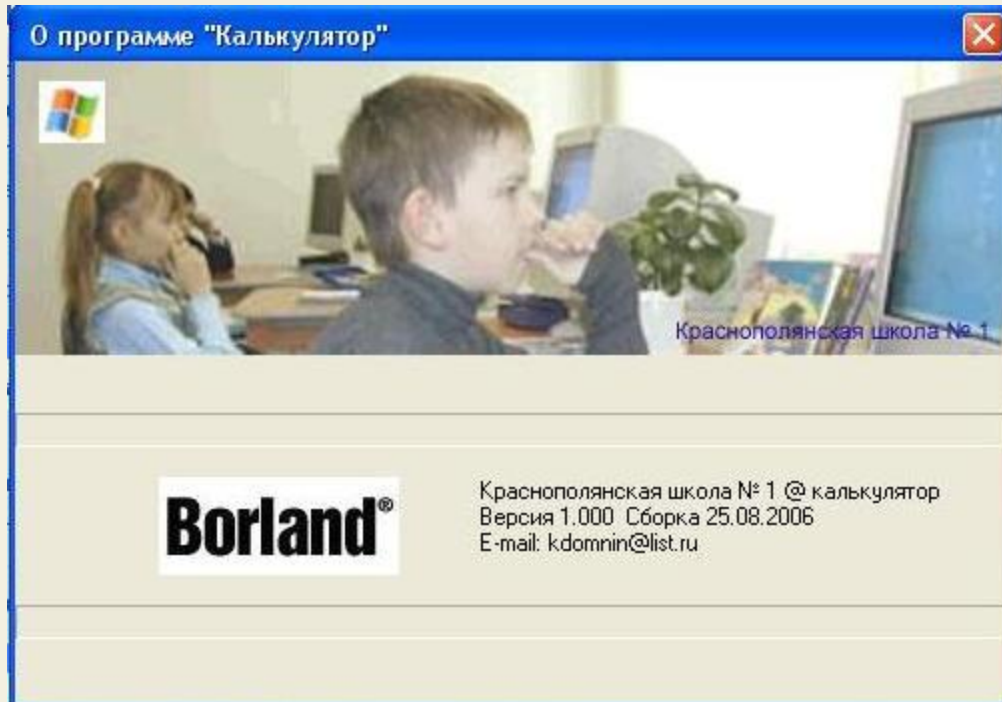 О программе "Калькулятор"
Краснополянская школа № 1
Borland®
Краснополянская школа № 1 @ калькулятор
Версия 1.000 Сборка 25.08.2006
E-mail: kdomnin@list.ru